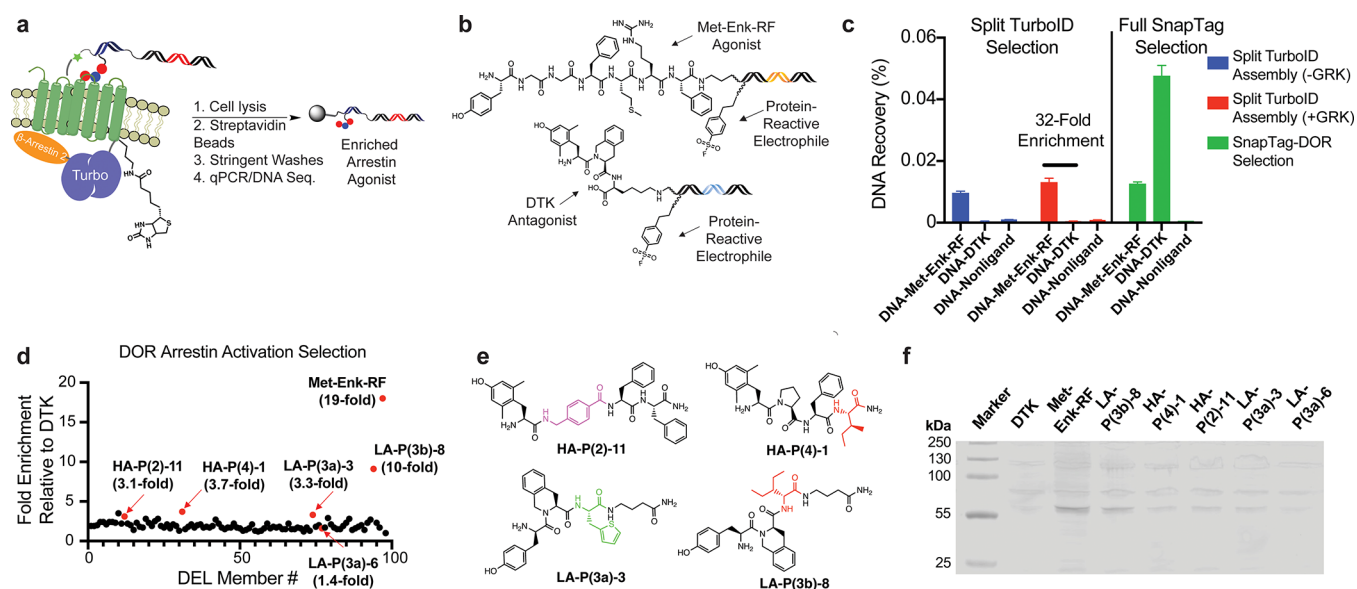 a
β-Arrestin 2
Turbo
HN
O
HN
NH
O
S
1. Cell lysis
2. Streptavidin
Beads
3. Stringent Washes
4. qPCR/DNA Seq.
Enriched
Arrestin
Agonist
b
Met-Enk-RF
Agonist
Protein-
Reactive
Electrophile
DTK
Antagonist
Protein-
Reactive
Electrophile
c
Split TurboID
Selection
Full SnapTag
Selection
DNA Recovery (%)
0.06
0.04
0.02
0
32-Fold
Enrichment
DNA-Met-Enk-RF
DNA-DTK
DNA-Nonligand
DNA-Met-Enk-RF
DNA-DTK
DNA-Nonligand
DNA-Met-Enk-RF
DNA-DTK
DNA-Nonligand
Split TurboID
Assembly (-GRK)
Split TurboID
Assembly (+GRK)
SnapTag-DOR
Selection
d
DOR Arrestin Activation Selection
Fold Enrichment
Relative to DTK
20
15
10
5
0
0
50
100
DEL Member #
Met-Enk-RF
(19-fold)
LA-P(3b)-8
(10-fold)
HA-P(2)-11
(3.1-fold)
HA-P(4)-1
(3.7-fold)
LA-P(3a)-3
(3.3-fold)
LA-P(3a)-6
(1.4-fold)
e
HA-P(2)-11
HA-P(4)-1
LA-P(3a)-3
LA-P(3b)-8
f
kDa
Marker
DTK
Met-
Enk-RF
LA-
P(3b)-8
HA-
P(4)-1
HA-
P(2)-11
LA-
P(3a)-3
LA-
P(3a)-6
250
130
100
55
25